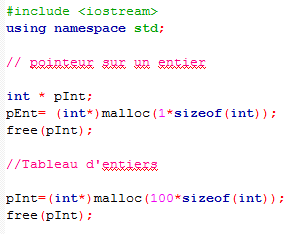 #include <iostream>
using namespace std;
// pointeur sur un entier
int * pInt;
pEnt= (int*)malloc(1*sizeof(int));
free(pInt);
//Tableau d'entiers
pInt=(int*)malloc(100*sizeof(int));
free(pInt);